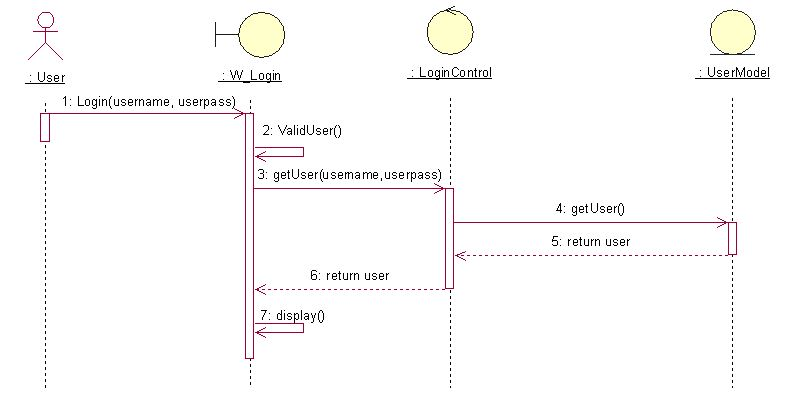 : User
: W_Login
: LoginControl
: UserModel
1: Login(username, userpass)
2: ValidUser()
3: getUser(username,userpass)
4: getUser()
5: return user
6: return user
7: display()